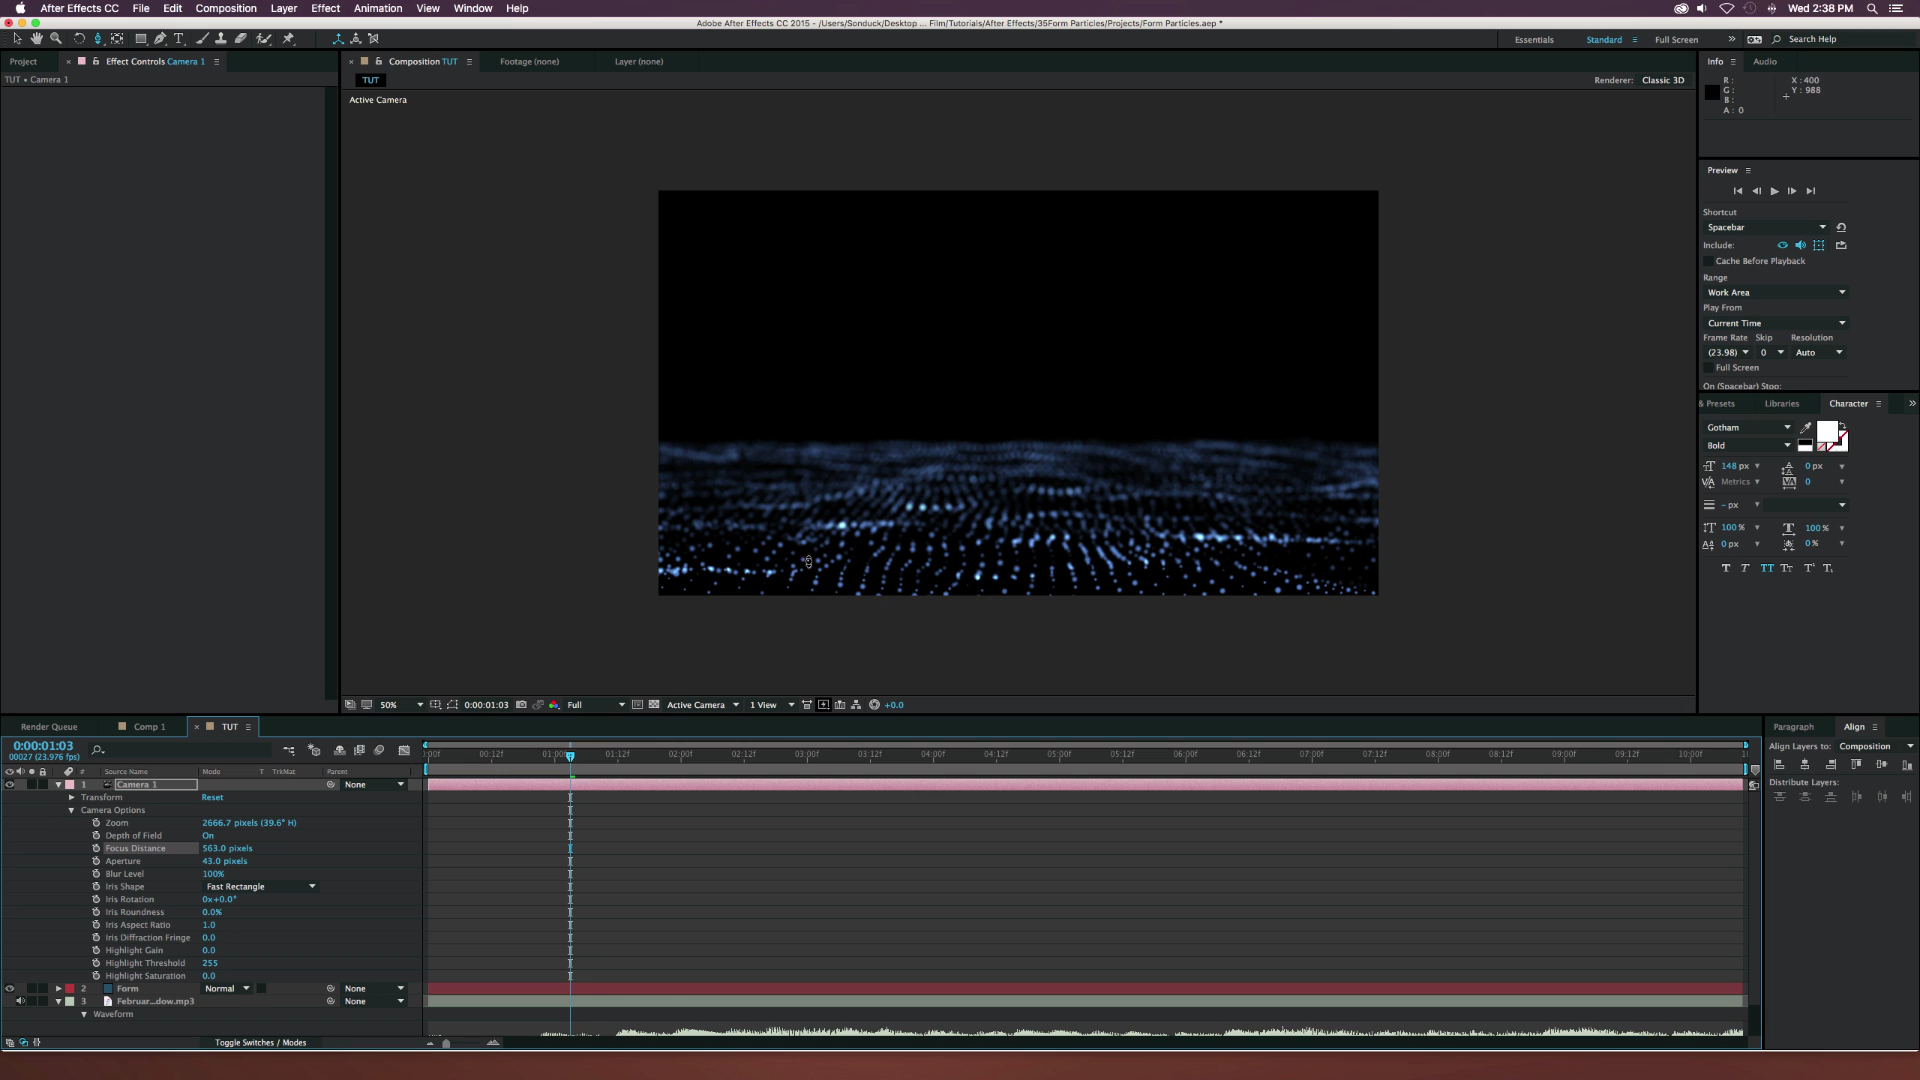 After Effects CC File Edit Composition Layer Effect Animation View Window Help Wed 2:38 PM
Adobe After Effects CC 2015 - /Users/Sonduck/Desktop ... Film/Tutorials/After Effects/35Form Particles/Projects/Form Particles.aep *
T Essentials Standard Full Screen Search Help
Project Effect Controls Camera 1 Composition TUT Footage (none) Layer (none) Info Audio
TUT • Camera 1
TUT Renderer: Classic 3D
Active Camera
R :
G :
B :
A : 0
X : 400
Y : 988
Preview
Shortcut
Spacebar
Include:
Cache Before Playback
Range
Work Area
Play From
Current Time
Frame Rate Skip Resolution
(23.98) 0 Auto
Full Screen
On (Spacebar) Stop:
& Presets Libraries Character
Gotham
Bold
148 px 0 px
Metrics 0
- px
100 % 100 %
0 px 0 %
T T TT Tr T¹ T₁
50% 0:00:01:03 Full Active Camera 1 View +0.0
Render Queue Comp 1 TUT
Paragraph Align
0:00:01:03
00027 (23.976 fps)
:00f 00:12f 01:00f 01:12f 02:00f 02:12f 03:00f 03:12f 04:00f 04:12f 05:00f 05:12f 06:00f 06:12f 07:00f 07:12f 08:00f 08:12f 09:00f 09:12f 10:00f
Align Layers to: Composition
Distribute Layers:
# Source Name Mode T TrkMat Parent
1 Camera 1 None
Transform Reset
Camera Options
Zoom 2666.7 pixels (39.6° H)
Depth of Field On
Focus Distance 563.0 pixels
Aperture 43.0 pixels
Blur Level 100%
Iris Shape Fast Rectangle
Iris Rotation 0x+0.0°
Iris Roundness 0.0%
Iris Aspect Ratio 1.0
Iris Diffraction Fringe 0.0
Highlight Gain 0.0
Highlight Threshold 255
Highlight Saturation 0.0
2 Form Normal None
3 Februar...dow.mp3 None
Waveform
Toggle Switches / Modes